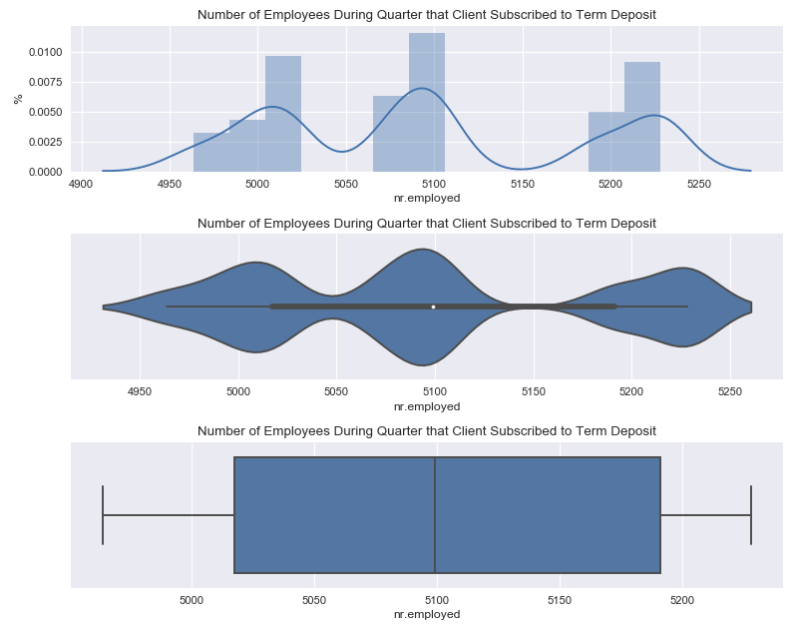 Number of Employees During Quarter that Client Subscribed to Term Deposit
0.0100
0.0075
0.0050
0.0025
0.0000
%
4900 4950 5000 5050 5100 5150 5200 5250
nr.employed
Number of Employees During Quarter that Client Subscribed to Term Deposit
4950 5000 5050 5100 5150 5200 5250
nr.employed
Number of Employees During Quarter that Client Subscribed to Term Deposit
5000 5050 5100 5150 5200
nr.employed